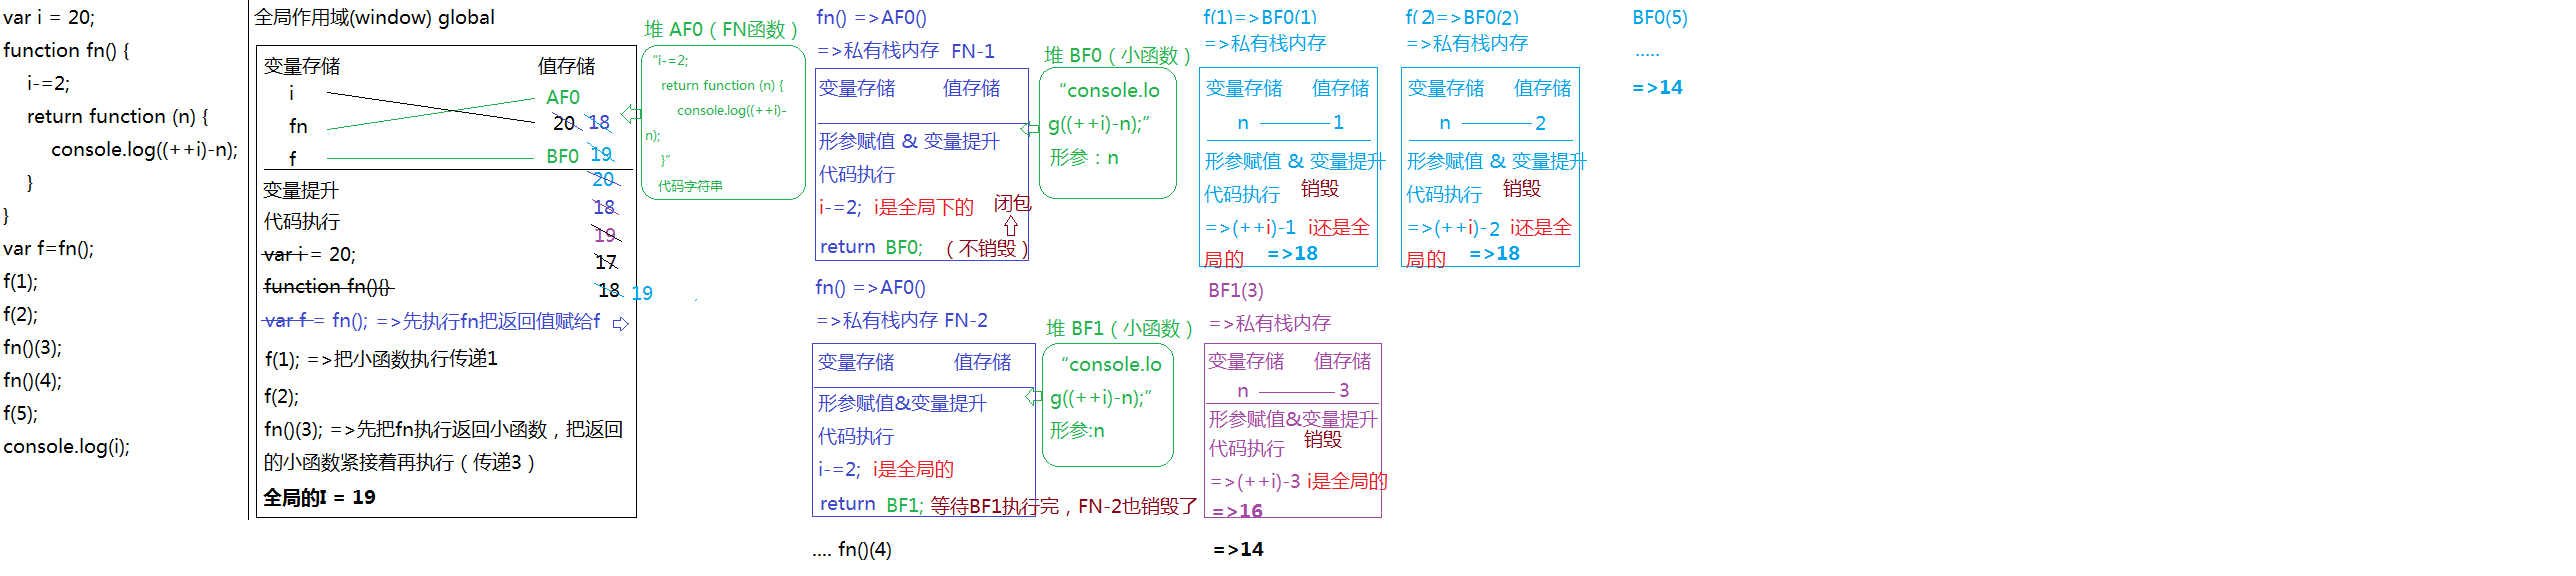 var i = 20;
function fn() {
i-=2;
return function (n) {
console.log((++i)-n);
}
}
var f=fn();
f(1);
f(2);
fn()(3);
fn()(4);
f(5);
console.log(i);
全局作用域(window) global
变量存储 值存储
i
fn
f
AF0
20 18
BF0 19
20
18
19
17
18 19
变量提升
代码执行
var i = 20;
function fn(){}
var f = fn(); =>先执行fn把返回值赋给f
f(1); =>把小函数执行传递1
f(2);
fn()(3); =>先把fn执行返回小函数，把返回
的小函数紧接着再执行（传递3）
全局的I = 19
堆 AF0（FN函数）
“i-=2;
return function (n) {
console.log((++i)-
n);
}”
代码字符串
fn() =>AF0()
=>私有栈内存 FN-1
变量存储 值存储
形参赋值 & 变量提升
代码执行
i-=2; i是全局下的 闭包
return BF0; （不销毁）
堆 BF0（小函数）
“console.lo
g((++i)-n);”
形参：n
f(1)=>BF0(1)
=>私有栈内存
变量存储 值存储
n 1
形参赋值 & 变量提升
代码执行 销毁
=>(++i)-1 i还是全
局的 =>18
f(2)=>BF0(2)
=>私有栈内存
变量存储 值存储
n 2
形参赋值 & 变量提升
代码执行 销毁
=>(++i)-2 i还是全
局的 =>18
BF0(5)
.....
=>14
fn() =>AF0()
=>私有栈内存 FN-2
变量存储 值存储
形参赋值&变量提升
代码执行
i-=2; i是全局的
return BF1; 等待BF1执行完，FN-2也销毁了
堆 BF1（小函数）
“console.lo
g((++i)-n);”
形参:n
BF1(3)
=>私有栈内存
变量存储 值存储
n 3
形参赋值&变量提升
代码执行 销毁
=>(++i)-3 i是全局的
=>16
.... fn()(4) =>14